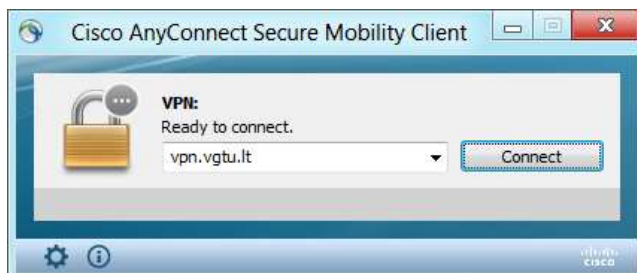 Cisco AnyConnect Secure Mobility Client
VPN:
Ready to connect.
vpn.vgtu.lt
Connect
CISCO